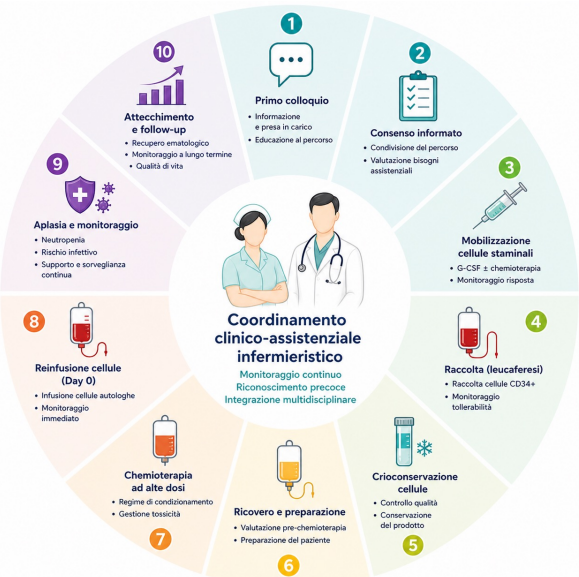 1
Primo colloquio
• Informazione
e presa in carico
• Educazione al percorso
2
Consenso informato
• Condivisione del percorso
• Valutazione bisogni
assistenziali
3
Mobilizzazione
cellule staminali
• G-CSF ± chemioterapia
• Monitoraggio risposta
4
Raccolta (leucaferesi)
• Raccolta cellule CD34+
• Monitoraggio
tollerabilità
Crioconservazione
cellule
• Controllo qualità
• Conservazione
del prodotto
5
Ricovero e preparazione
• Valutazione pre-chemioterapia
• Preparazione del paziente
6
Chemioterapia
ad alte dosi
• Regime di condizionamento
• Gestione tossicità
7
8
Reinfusione cellule
(Day 0)
• Infusione cellule autologhe
• Monitoraggio
immediato
9
Aplasia e monitoraggio
• Neutropenia
• Rischio infettivo
• Supporto e sorveglianza
continua
10
Attecchimento
e follow-up
• Recupero ematologico
• Monitoraggio a lungo termine
• Qualità di vita
Coordinamento
clinico-assistenziale
infermieristico
Monitoraggio continuo
Riconoscimento precoce
Integrazione multidisciplinare